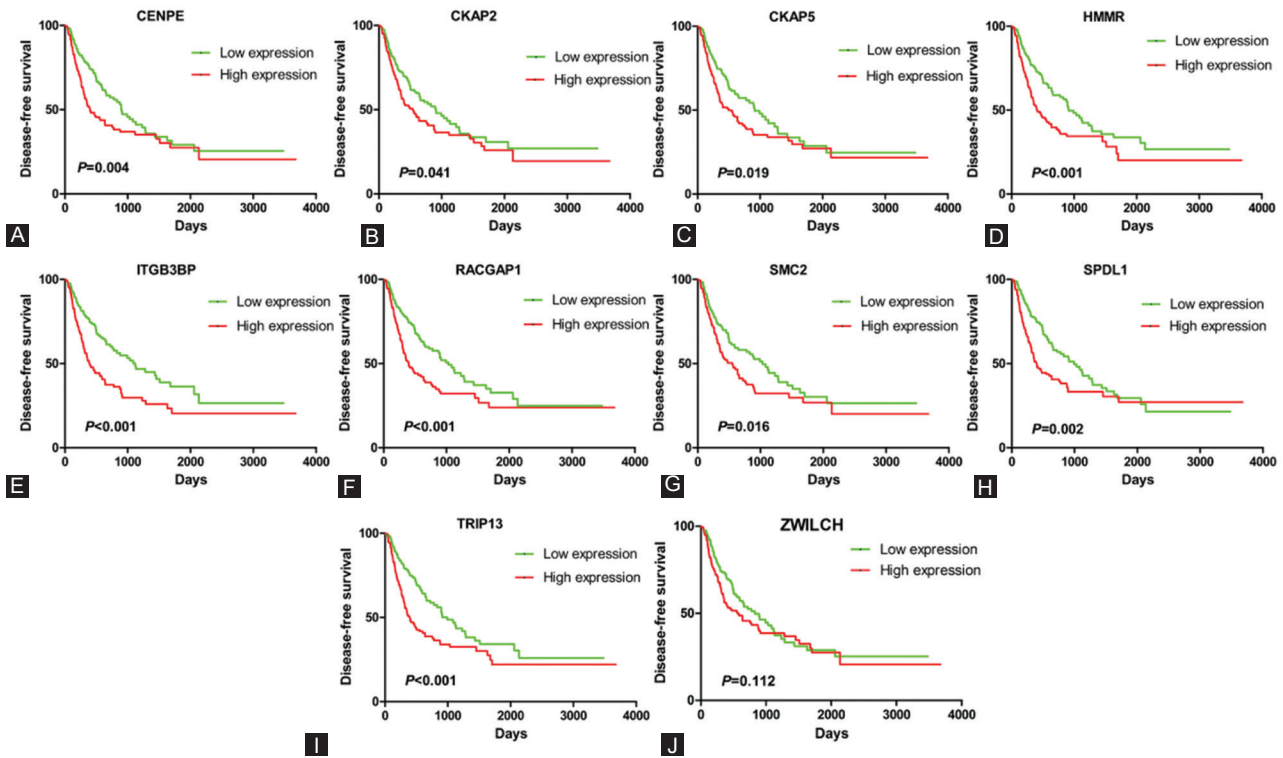 CENPE
Disease-free survival
100
50
0
Low expression
High expression
P=0.004
0 1000 2000 3000 4000
Days
A
CKAP2
Disease-free survival
100
50
0
Low expression
High expression
P=0.041
0 1000 2000 3000 4000
Days
B
CKAP5
Disease-free survival
100
50
0
Low expression
High expression
P=0.019
0 1000 2000 3000 4000
Days
C
HMMR
Disease-free survival
100
50
0
Low expression
High expression
P<0.001
0 1000 2000 3000 4000
Days
D
ITGB3BP
Disease-free survival
100
50
0
Low expression
High expression
P<0.001
0 1000 2000 3000 4000
Days
E
RACGAP1
Disease-free survival
100
50
0
Low expression
High expression
P<0.001
0 1000 2000 3000 4000
Days
F
SMC2
Disease-free survival
100
50
0
Low expression
High expression
P=0.016
0 1000 2000 3000 4000
Days
G
SPDL1
Disease-free survival
100
50
0
Low expression
High expression
P=0.002
0 1000 2000 3000 4000
Days
H
TRIP13
Disease-free survival
100
50
0
Low expression
High expression
P<0.001
0 1000 2000 3000 4000
Days
I
ZWILCH
Disease-free survival
100
50
0
Low expression
High expression
P=0.112
0 1000 2000 3000 4000
Days
J